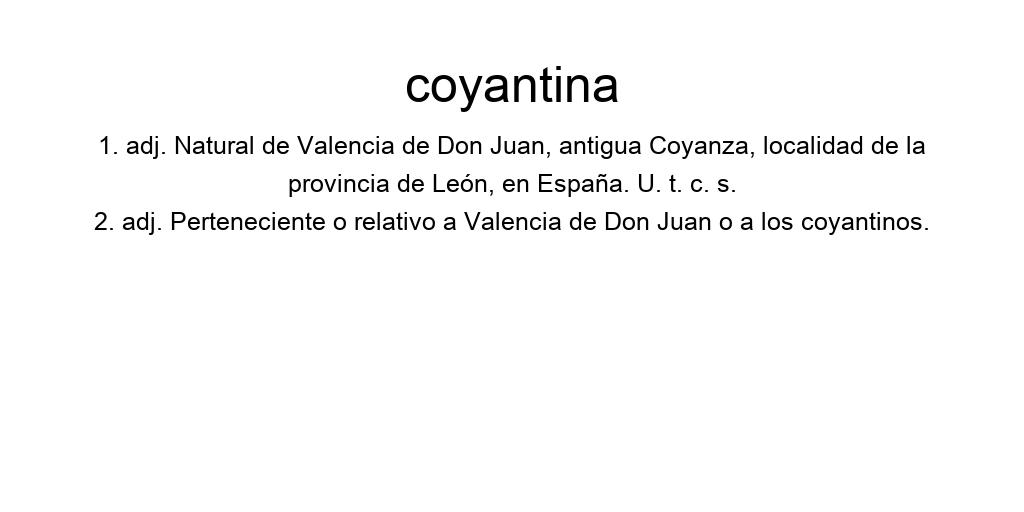 coyantina
1. adj. Natural de Valencia de Don Juan, antigua Coyanza, localidad de la
provincia de León, en España. U. t. c. s.
2. adj. Perteneciente o relativo a Valencia de Don Juan o a los coyantinos.